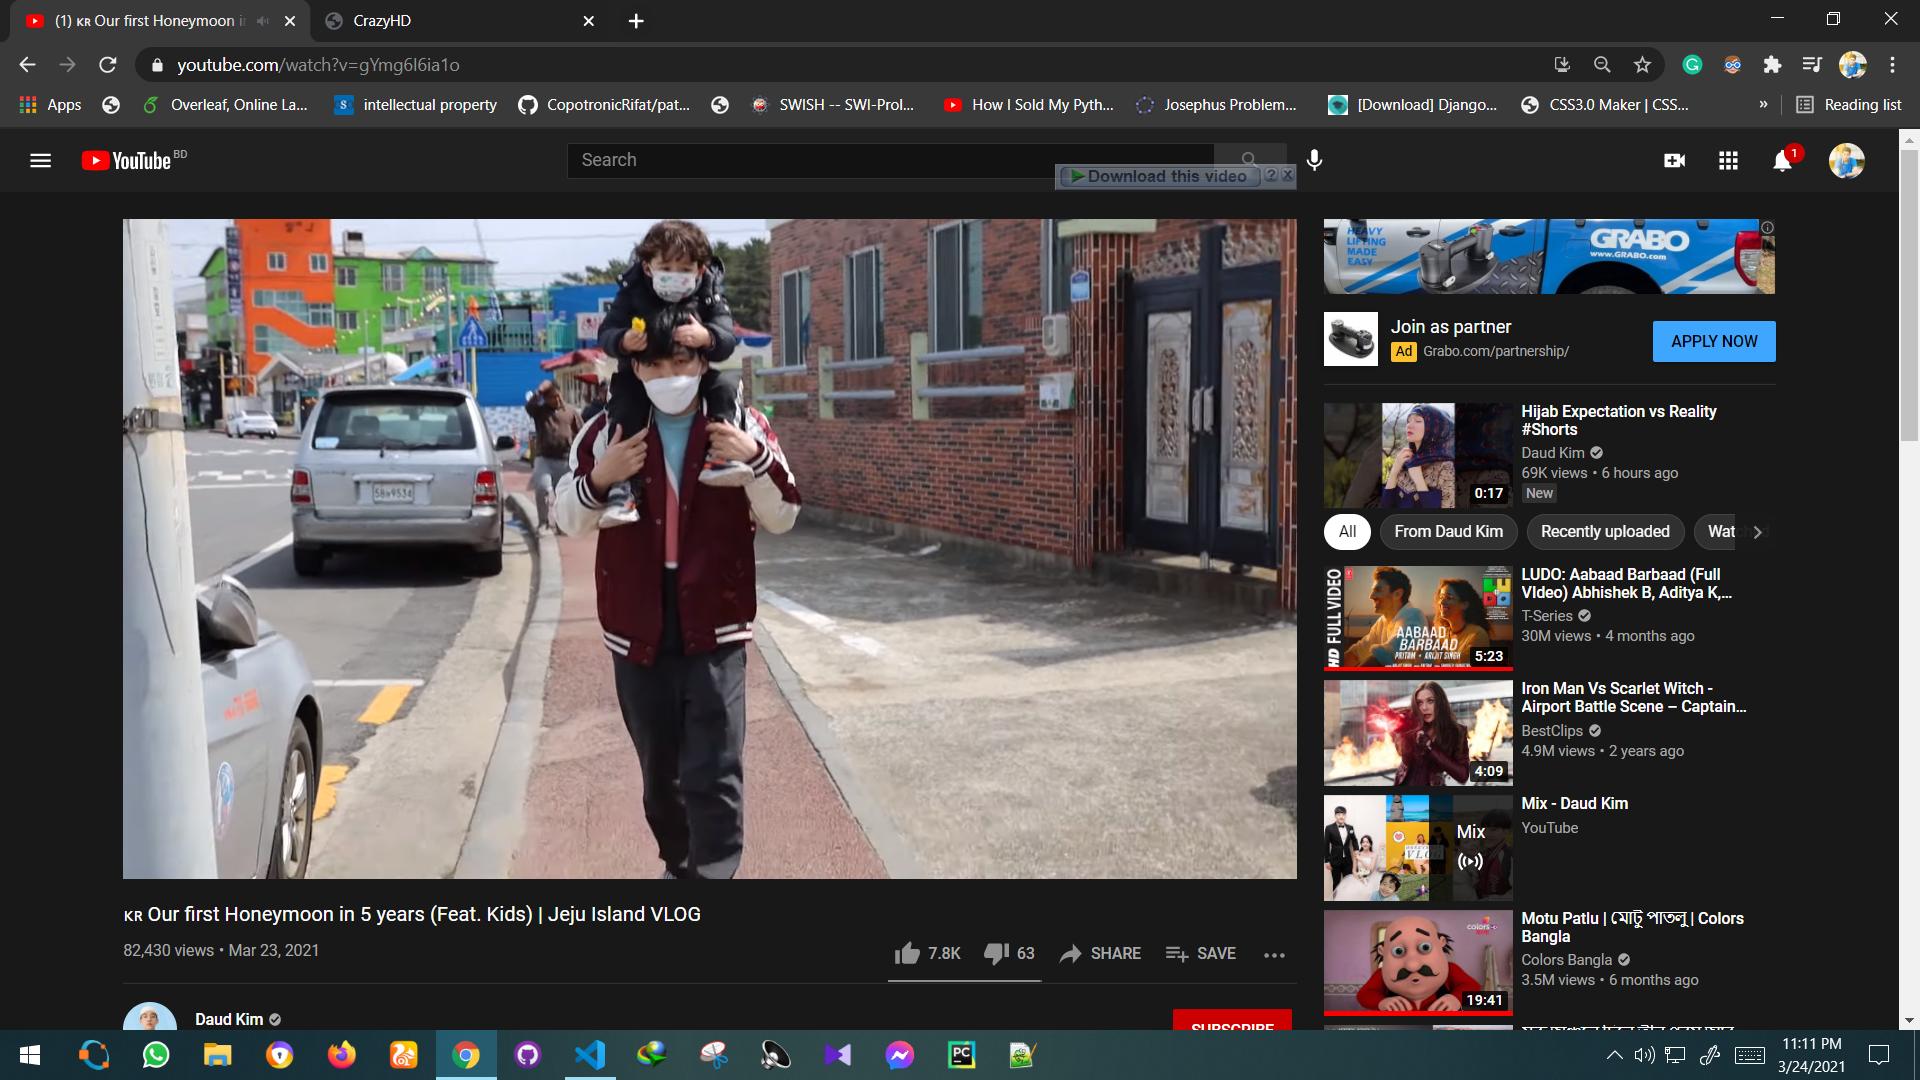 (1) ᴋʀ Our first Honeymoon i
CrazyHD
youtube.com/watch?v=gYmg6I6ia1o
Apps
Overleaf, Online La...
intellectual property
CopotronicRifat/pat...
SWISH -- SWI-Prol...
How I Sold My Pyth...
Josephus Problem...
[Download] Django...
CSS3.0 Maker | CSS...
»
Reading list
YouTube BD
Search
Download this video
1
HEAVY
LIFTING
MADE
EASY
GRABO
www.GRABO.com
Join as partner
Ad Grabo.com/partnership/
APPLY NOW
Hijab Expectation vs Reality
#Shorts
Daud Kim
69K views • 6 hours ago
New
0:17
All
From Daud Kim
Recently uploaded
Wat
HD FULL VIDEO
AABAAD
BARBAAD
PRITAM • ARIJIT SINGH
5:23
LUDO: Aabaad Barbaad (Full
VIdeo) Abhishek B, Aditya K,...
T-Series
30M views • 4 months ago
Iron Man Vs Scarlet Witch -
Airport Battle Scene – Captain...
BestClips
4.9M views • 2 years ago
4:09
Mix
Mix - Daud Kim
YouTube
Motu Patlu | মোটু পাতলু | Colors
Bangla
Colors Bangla
3.5M views • 6 months ago
colors
19:41
ᴋʀ Our first Honeymoon in 5 years (Feat. Kids) | Jeju Island VLOG
82,430 views • Mar 23, 2021
7.8K
63
SHARE
SAVE
Daud Kim
SUBSCRIBE
11:11 PM
3/24/2021